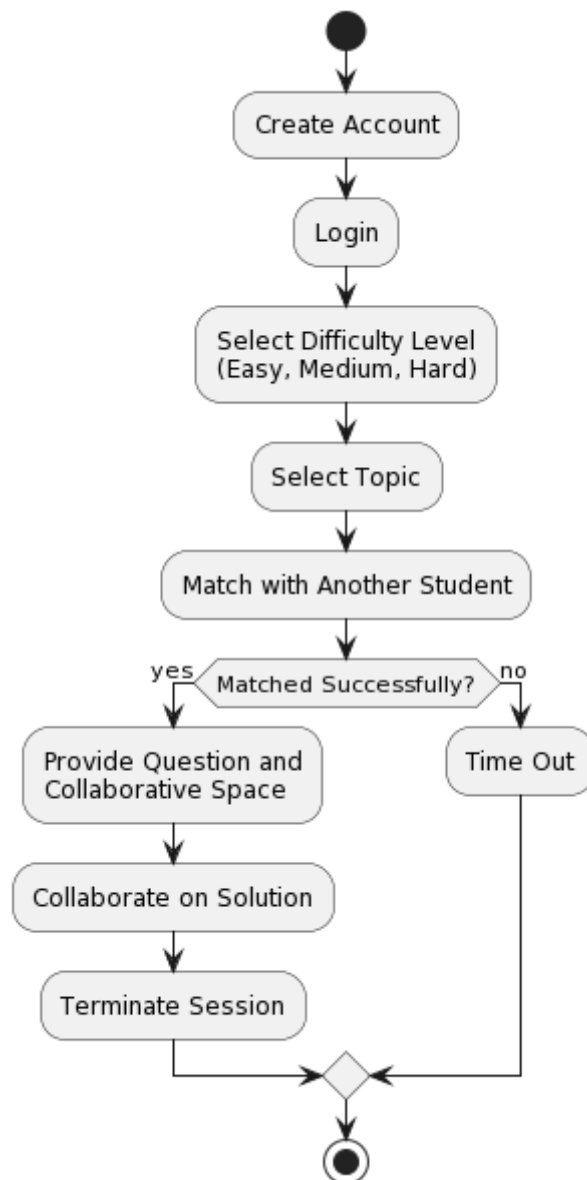 Create Account
Login
Select Difficulty Level
(Easy, Medium, Hard)
Select Topic
Match with Another Student
yes
Matched Successfully?
no
Provide Question and
Collaborative Space
Time Out
Collaborate on Solution
Terminate Session